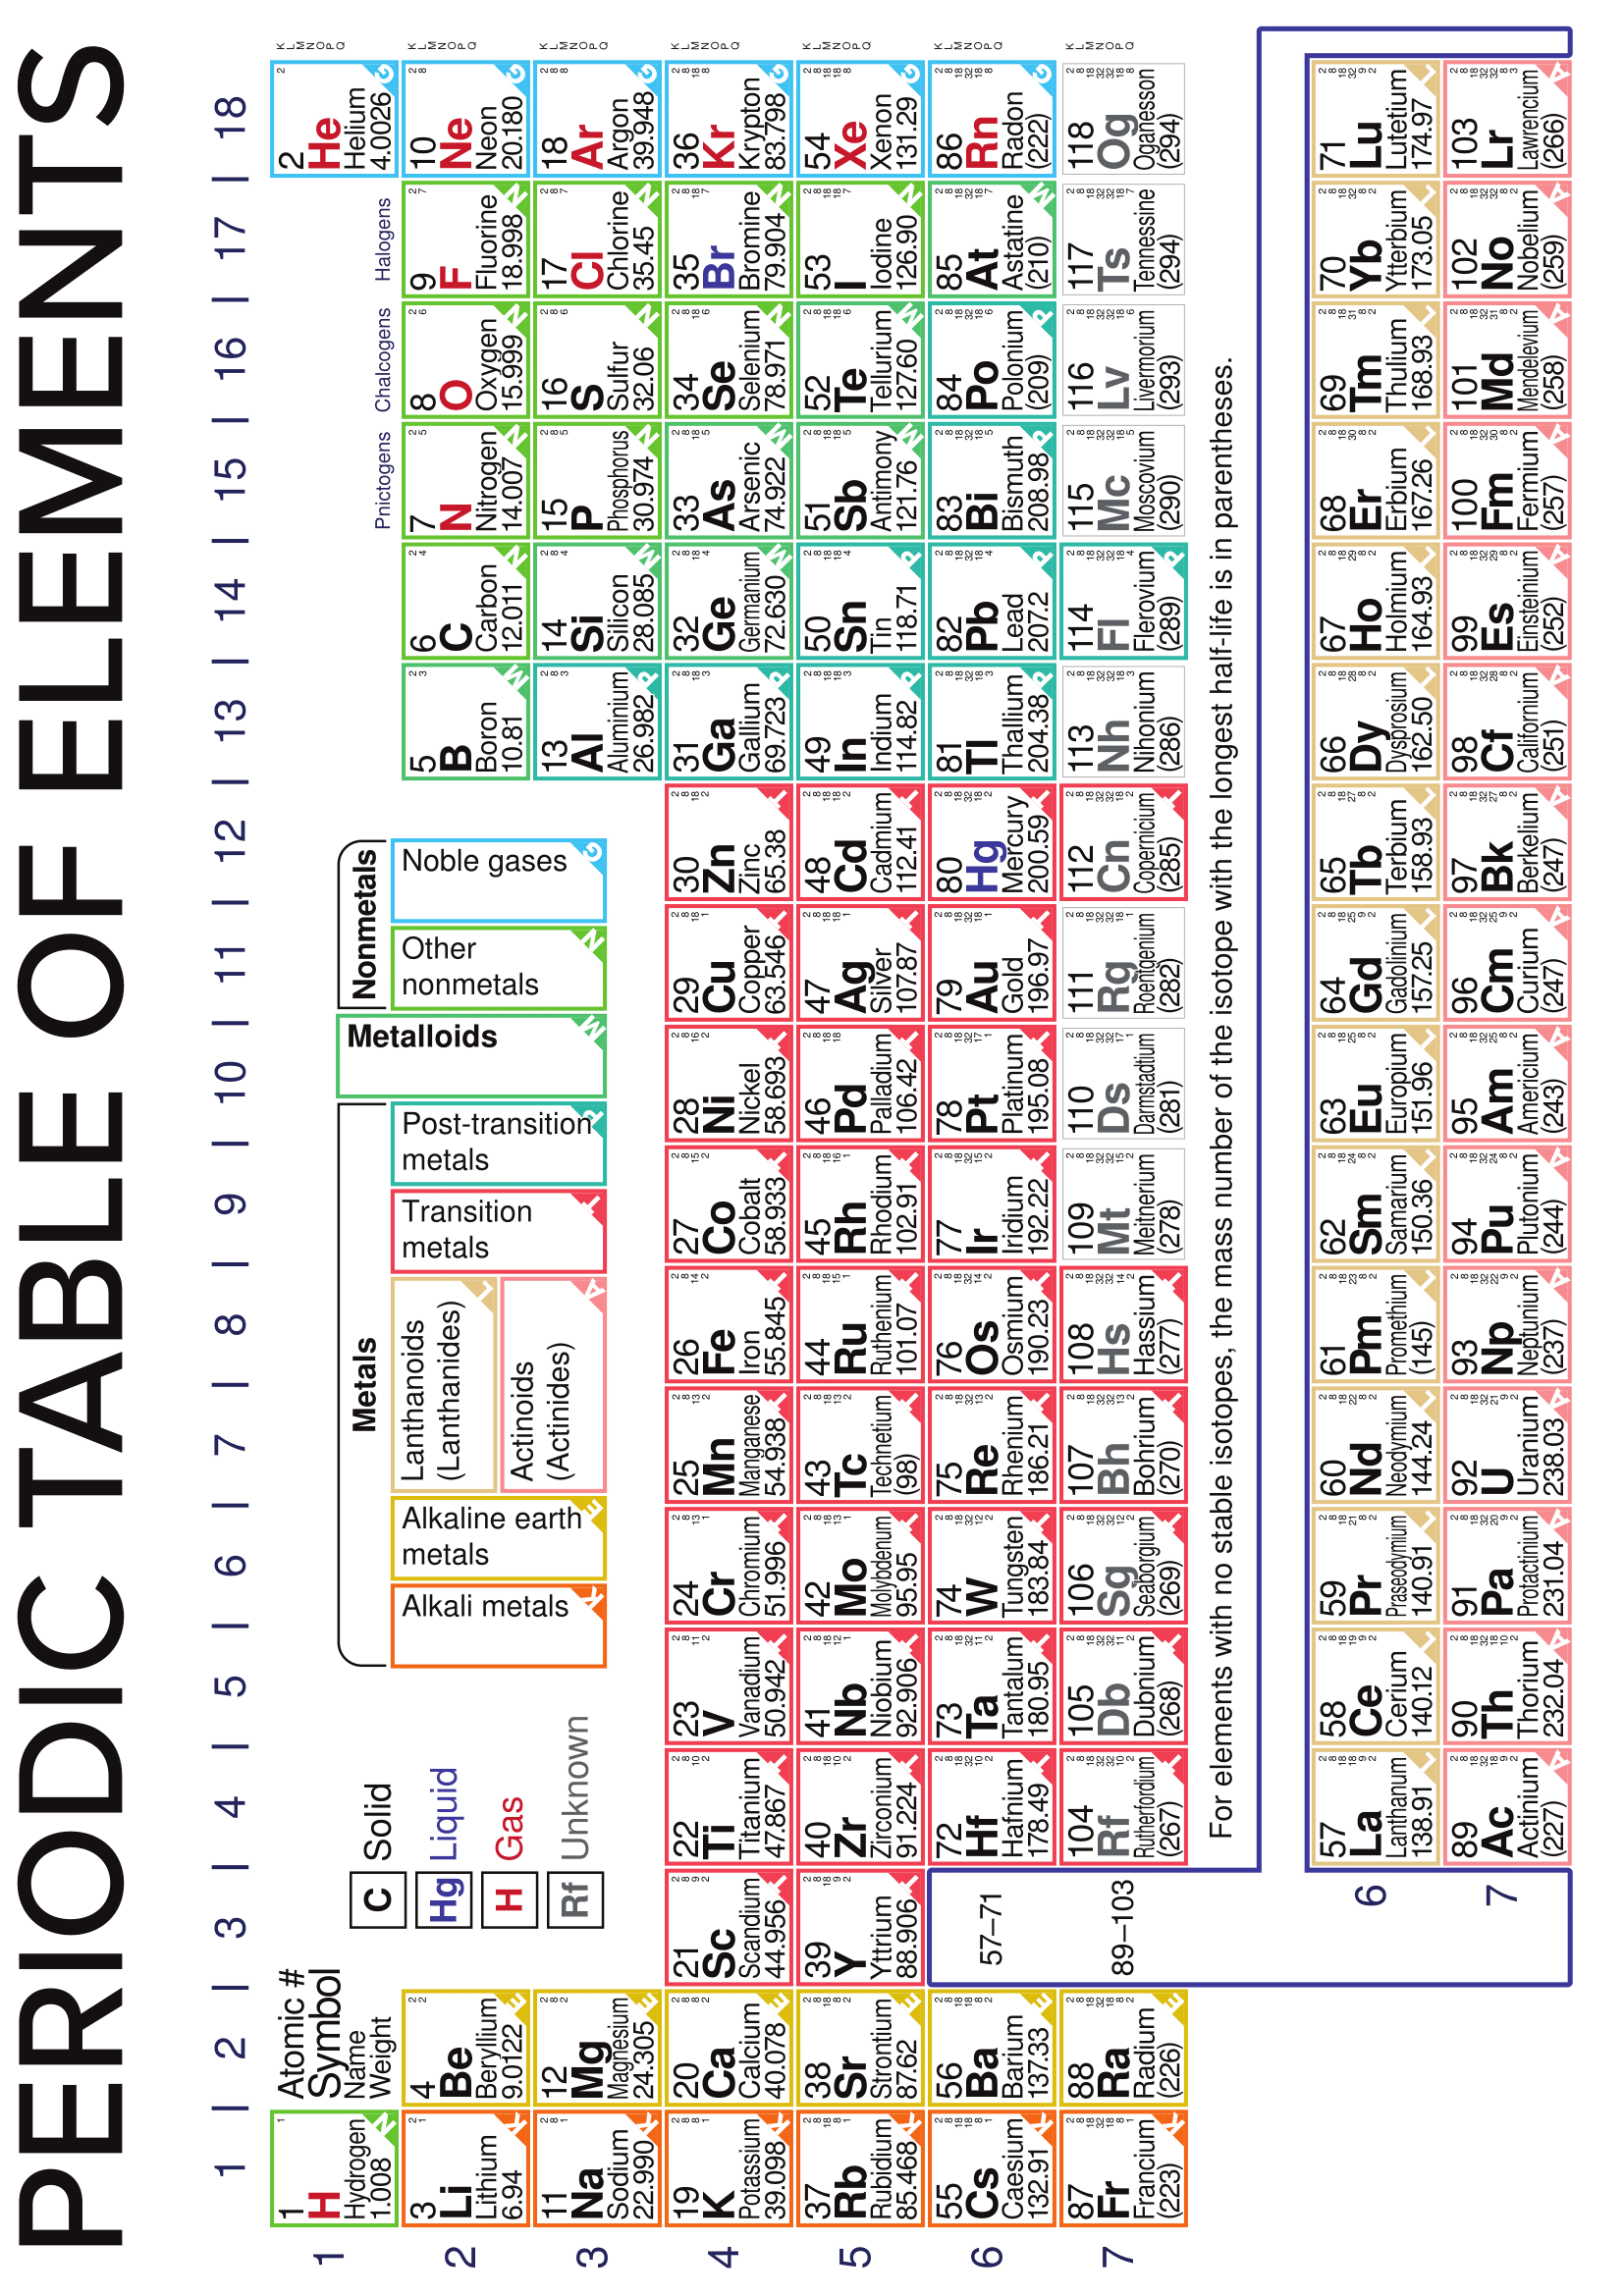 PERIODIC TABLE OF ELEMENTS
1 | 2 | 3 | 4 | 5 | 6 | 7 | 8 | 9 | 10 | 11 | 12 | 13 | 14 | 15 | 16 | 17 | 18
Atomic #
Symbol
Name
Weight
C Solid
Hg Liquid
H Gas
Rf Unknown
Metals
Alkali metals K
Alkaline earth metals E
Lanthanoids (Lanthanides) L
Actinoids (Actinides) A
Transition metals T
Post-transition metals P
Metalloids M
Nonmetals
Other nonmetals N
Noble gases G
Pnictogens Chalcogens Halogens
1
1 H Hydrogen 1.008
2 He Helium 4.0026
K L M N O P Q
2
3 Li Lithium 6.94
4 Be Beryllium 9.0122
5 B Boron 10.81
6 C Carbon 12.011
7 N Nitrogen 14.007
8 O Oxygen 15.999
9 F Fluorine 18.998
10 Ne Neon 20.180
K L M N O P Q
3
11 Na Sodium 22.990
12 Mg Magnesium 24.305
13 Al Aluminium 26.982
14 Si Silicon 28.085
15 P Phosphorus 30.974
16 S Sulfur 32.06
17 Cl Chlorine 35.45
18 Ar Argon 39.948
K L M N O P Q
4
19 K Potassium 39.098
20 Ca Calcium 40.078
21 Sc Scandium 44.956
22 Ti Titanium 47.867
23 V Vanadium 50.942
24 Cr Chromium 51.996
25 Mn Manganese 54.938
26 Fe Iron 55.845
27 Co Cobalt 58.933
28 Ni Nickel 58.693
29 Cu Copper 63.546
30 Zn Zinc 65.38
31 Ga Gallium 69.723
32 Ge Germanium 72.630
33 As Arsenic 74.922
34 Se Selenium 78.971
35 Br Bromine 79.904
36 Kr Krypton 83.798
K L M N O P Q
5
37 Rb Rubidium 85.468
38 Sr Strontium 87.62
39 Y Yttrium 88.906
40 Zr Zirconium 91.224
41 Nb Niobium 92.906
42 Mo Molybdenum 95.95
43 Tc Technetium (98)
44 Ru Ruthenium 101.07
45 Rh Rhodium 102.91
46 Pd Palladium 106.42
47 Ag Silver 107.87
48 Cd Cadmium 112.41
49 In Indium 114.82
50 Sn Tin 118.71
51 Sb Antimony 121.76
52 Te Tellurium 127.60
53 I Iodine 126.90
54 Xe Xenon 131.29
K L M N O P Q
6
55 Cs Caesium 132.91
56 Ba Barium 137.33
57–71
72 Hf Hafnium 178.49
73 Ta Tantalum 180.95
74 W Tungsten 183.84
75 Re Rhenium 186.21
76 Os Osmium 190.23
77 Ir Iridium 192.22
78 Pt Platinum 195.08
79 Au Gold 196.97
80 Hg Mercury 200.59
81 Tl Thallium 204.38
82 Pb Lead 207.2
83 Bi Bismuth 208.98
84 Po Polonium (209)
85 At Astatine (210)
86 Rn Radon (222)
K L M N O P Q
7
87 Fr Francium (223)
88 Ra Radium (226)
89–103
104 Rf Rutherfordium (267)
105 Db Dubnium (268)
106 Sg Seaborgium (269)
107 Bh Bohrium (270)
108 Hs Hassium (277)
109 Mt Meitnerium (278)
110 Ds Darmstadtium (281)
111 Rg Roentgenium (282)
112 Cn Copernicium (285)
113 Nh Nihonium (286)
114 Fl Flerovium (289)
115 Mc Moscovium (290)
116 Lv Livermorium (293)
117 Ts Tennessine (294)
118 Og Oganesson (294)
K L M N O P Q
For elements with no stable isotopes, the mass number of the isotope with the longest half-life is in parentheses.
6
57 La Lanthanum 138.91
58 Ce Cerium 140.12
59 Pr Praseodymium 140.91
60 Nd Neodymium 144.24
61 Pm Promethium (145)
62 Sm Samarium 150.36
63 Eu Europium 151.96
64 Gd Gadolinium 157.25
65 Tb Terbium 158.93
66 Dy Dysprosium 162.50
67 Ho Holmium 164.93
68 Er Erbium 167.26
69 Tm Thulium 168.93
70 Yb Ytterbium 173.05
71 Lu Lutetium 174.97
7
89 Ac Actinium (227)
90 Th Thorium 232.04
91 Pa Protactinium 231.04
92 U Uranium 238.03
93 Np Neptunium (237)
94 Pu Plutonium (244)
95 Am Americium (243)
96 Cm Curium (247)
97 Bk Berkelium (247)
98 Cf Californium (251)
99 Es Einsteinium (252)
100 Fm Fermium (257)
101 Md Mendelevium (258)
102 No Nobelium (259)
103 Lr Lawrencium (266)